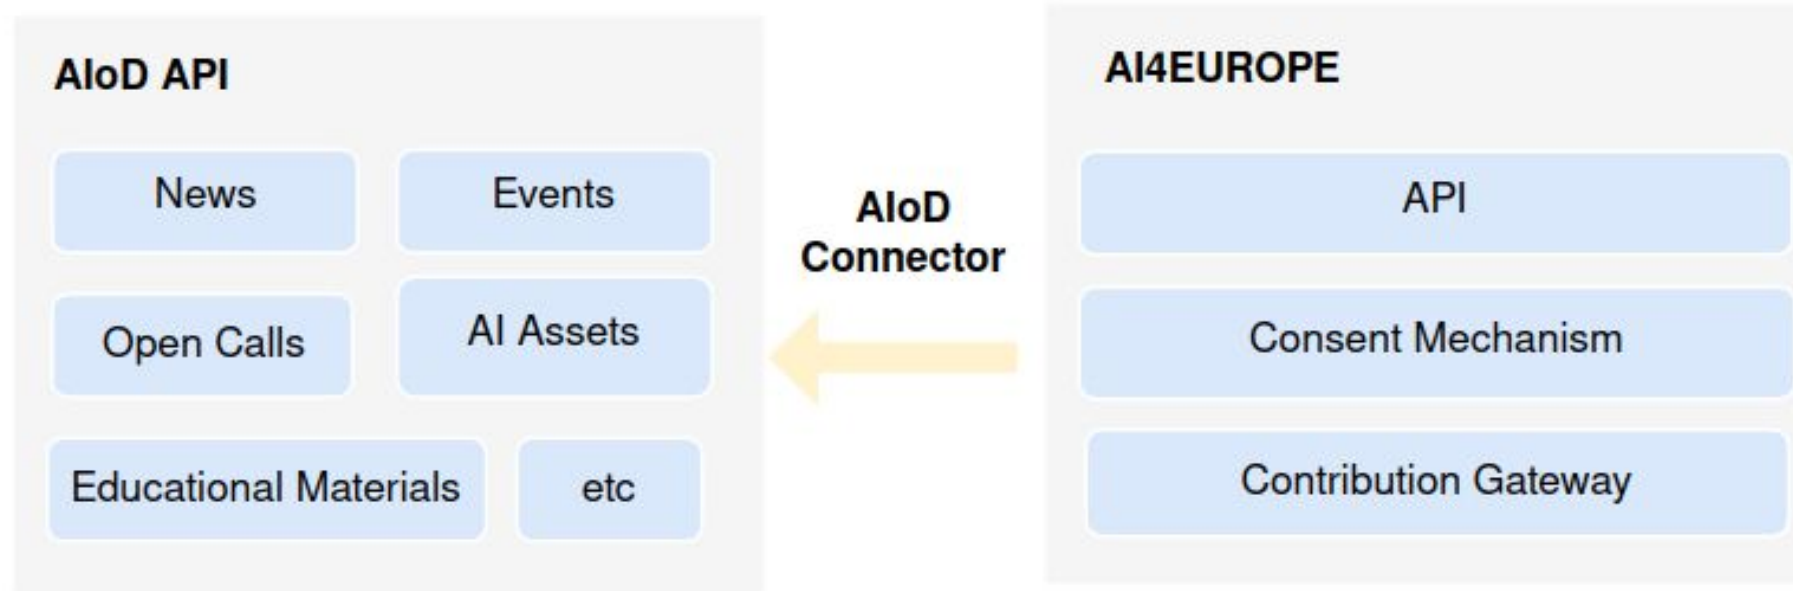 AIoD API
News
Events
Open Calls
AI Assets
Educational Materials
etc
AIoD
Connector
AI4EUROPE
API
Consent Mechanism
Contribution Gateway